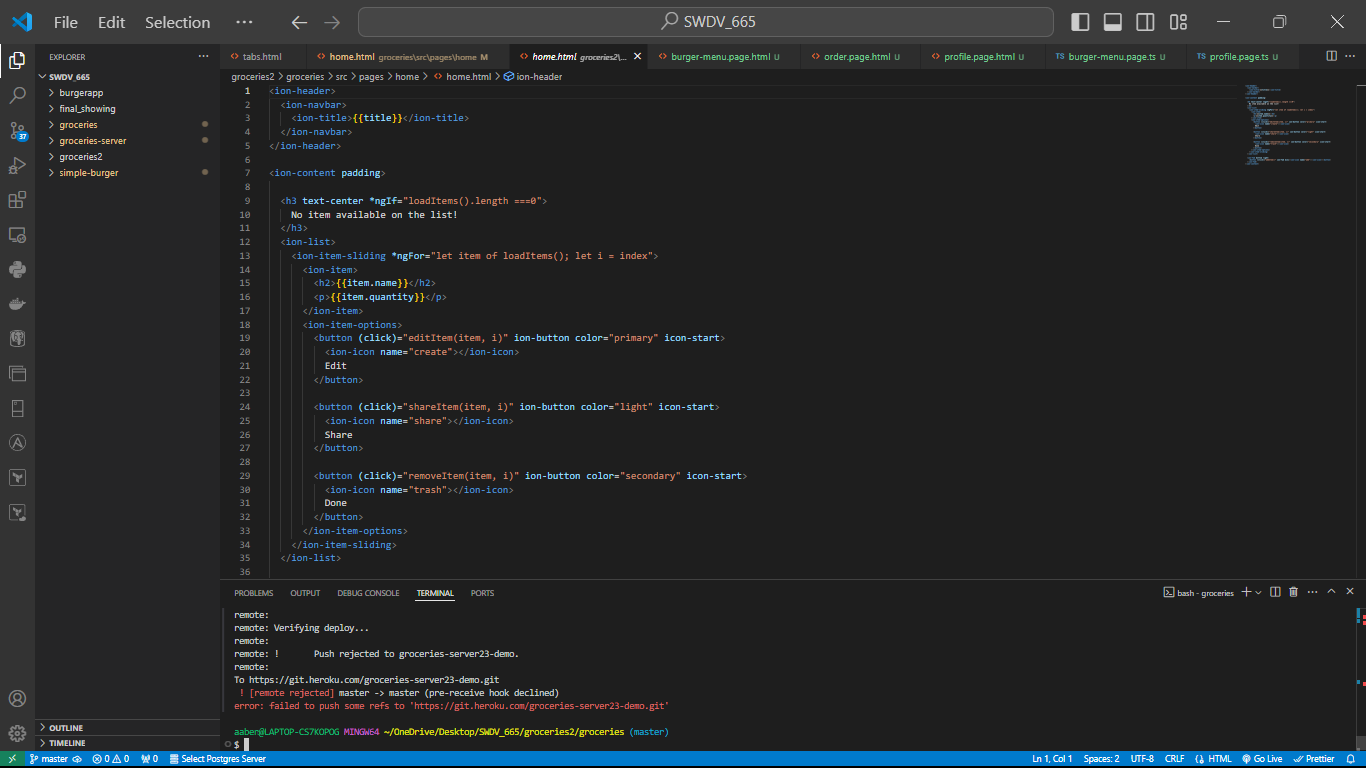 File Edit Selection ··· SWDV_665
EXPLORER ···
SWDV_665
burgerapp
final_showing
groceries
groceries-server
groceries2
simple-burger
OUTLINE
TIMELINE
37
tabs.html home.html groceries\src\pages\home M home.html groceries2\... burger-menu.page.html U order.page.html U profile.page.html U burger-menu.page.ts U profile.page.ts U
groceries2 > groceries > src > pages > home > home.html > ion-header
1 <ion-header>
2 <ion-navbar>
3 <ion-title>{{title}}</ion-title>
4 </ion-navbar>
5 </ion-header>
6
7 <ion-content padding>
8
9 <h3 text-center *ngIf="loadItems().length ===0">
10 No item available on the list!
11 </h3>
12 <ion-list>
13 <ion-item-sliding *ngFor="let item of loadItems(); let i = index">
14 <ion-item>
15 <h2>{{item.name}}</h2>
16 <p>{{item.quantity}}</p>
17 </ion-item>
18 <ion-item-options>
19 <button (click)="editItem(item, i)" ion-button color="primary" icon-start>
20 <ion-icon name="create"></ion-icon>
21 Edit
22 </button>
23
24 <button (click)="shareItem(item, i)" ion-button color="light" icon-start>
25 <ion-icon name="share"></ion-icon>
26 Share
27 </button>
28
29 <button (click)="removeItem(item, i)" ion-button color="secondary" icon-start>
30 <ion-icon name="trash"></ion-icon>
31 Done
32 </button>
33 </ion-item-options>
34 </ion-item-sliding>
35 </ion-list>
36
PROBLEMS OUTPUT DEBUG CONSOLE TERMINAL PORTS bash - groceries
remote:
remote: Verifying deploy...
remote:
remote: ! Push rejected to groceries-server23-demo.
remote:
To https://git.heroku.com/groceries-server23-demo.git
! [remote rejected] master -> master (pre-receive hook declined)
error: failed to push some refs to 'https://git.heroku.com/groceries-server23-demo.git'
aaber@LAPTOP-CS7KOPOG MINGW64 ~/OneDrive/Desktop/SWDV_665/groceries2/groceries (master)
$
master 0 0 0 Select Postgres Server Ln 1, Col 1 Spaces: 2 UTF-8 CRLF HTML Go Live Prettier